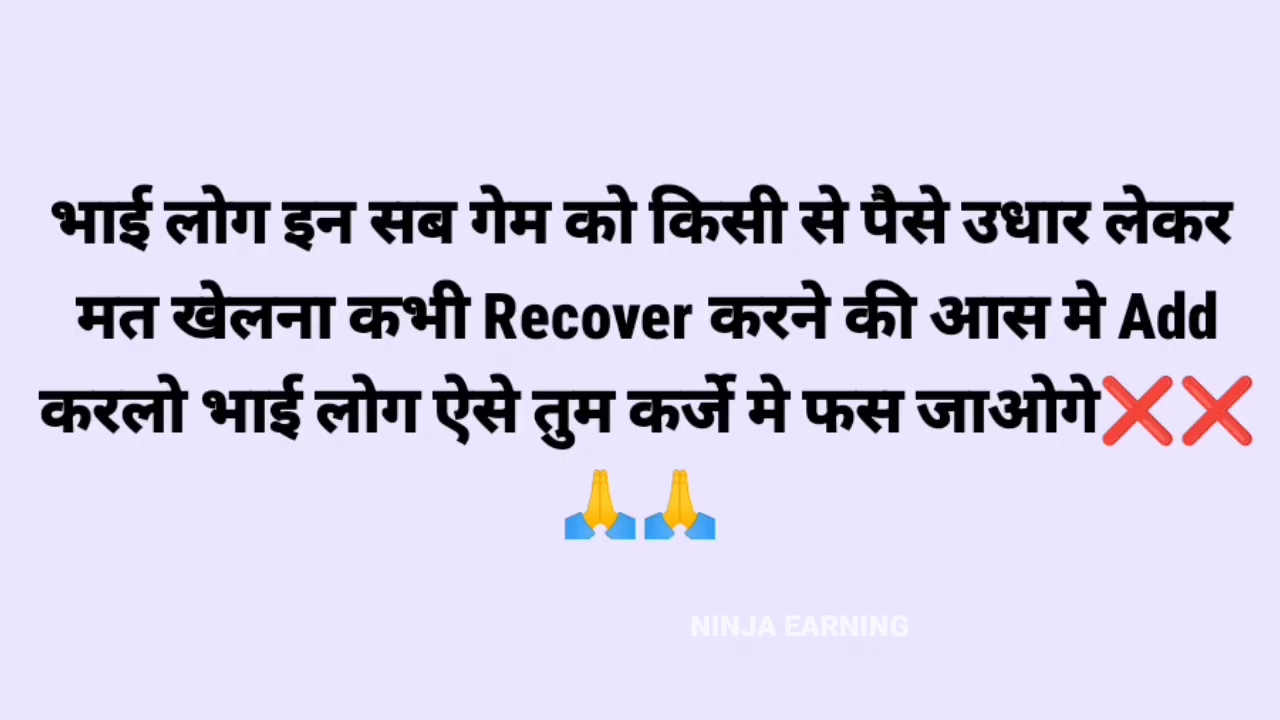 भाई लोग इन सब गेम को किसी से पैसे उधार लेकर
मत खेलना कभी Recover करने की आस मे Add
करलो भाई लोग ऐसे तुम कर्जे मे फस जाओगे❌❌
🙏🙏
NINJA EARNING